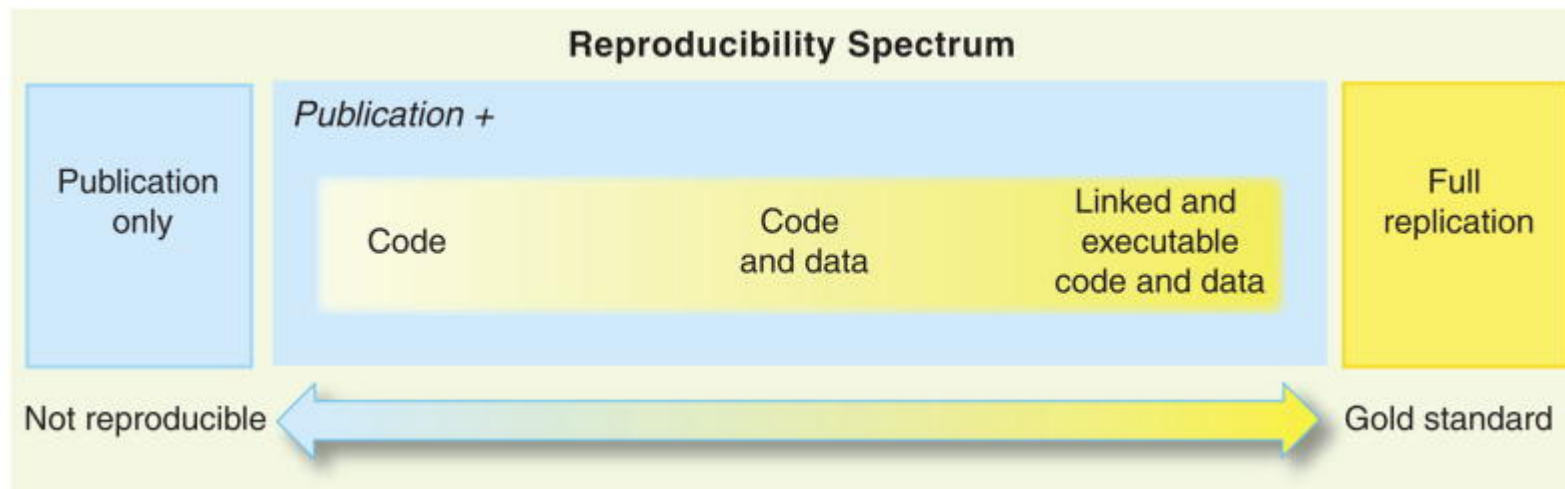 Reproducibility Spectrum
Publication
only
Publication +
Code
Code
and data
Linked and
executable
code and data
Full
replication
Not reproducible
Gold standard